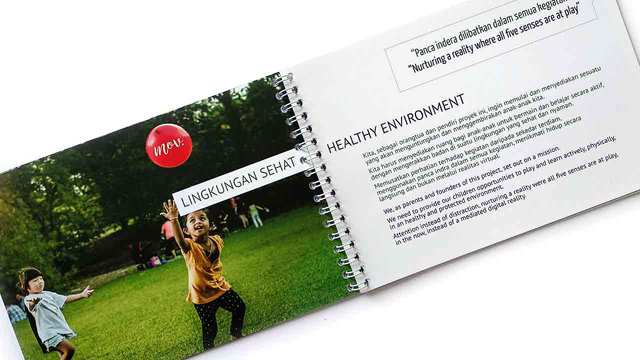 mov:
LINGKUNGAN SEHAT
"Panca indera dilibatkan dalam semua kegiatan
"Nurturing a reality where all five senses are at play"
HEALTHY ENVIRONMENT
Kita, sebagai orangtua dan pendiri projek ini, ingin memulai dan menyediakan sesuatu
yang akan menguntungkan dan menggembirakan anak-anak kita.
Kita harus menyediakan ruang bagi anak-anak untuk bermain dan belajar secara aktif,
dengan mengerakkan badan di suatu lingkungan yang sehat dan nyaman.
Memusatkan perhatian terhadap kegiatan daripada sekedar terdiam,
menggunakan panca indra dalam semua kegiatan, menikmati hidup secara
langsung dan bukan melalui realitas virtual.
We, as parents and founders of this project, set out on a mission.
We need to provide our children opportunities to play and learn actively, physically,
in an healthy and protected environment.
Attention instead of distraction, nurturing a reality were all five senses are at play,
in the now, instead of a mediated digital reality.